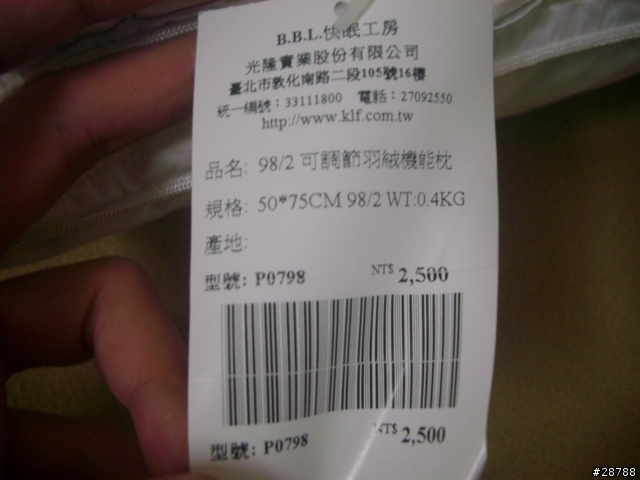 B.B.L.快眠工房
光隆實業股份有限公司
臺北市敦化南路二段105號16樓
統一編號：33111800 電話：27092550
http://www.klf.com.tw
品名: 98/2 可調節羽絨機能枕
規格: 50*75CM 98/2 WT:0.4KG
產地:
型號: P0798 NT$ 2,500
型號: P0798 NT$ 2,500
#28788